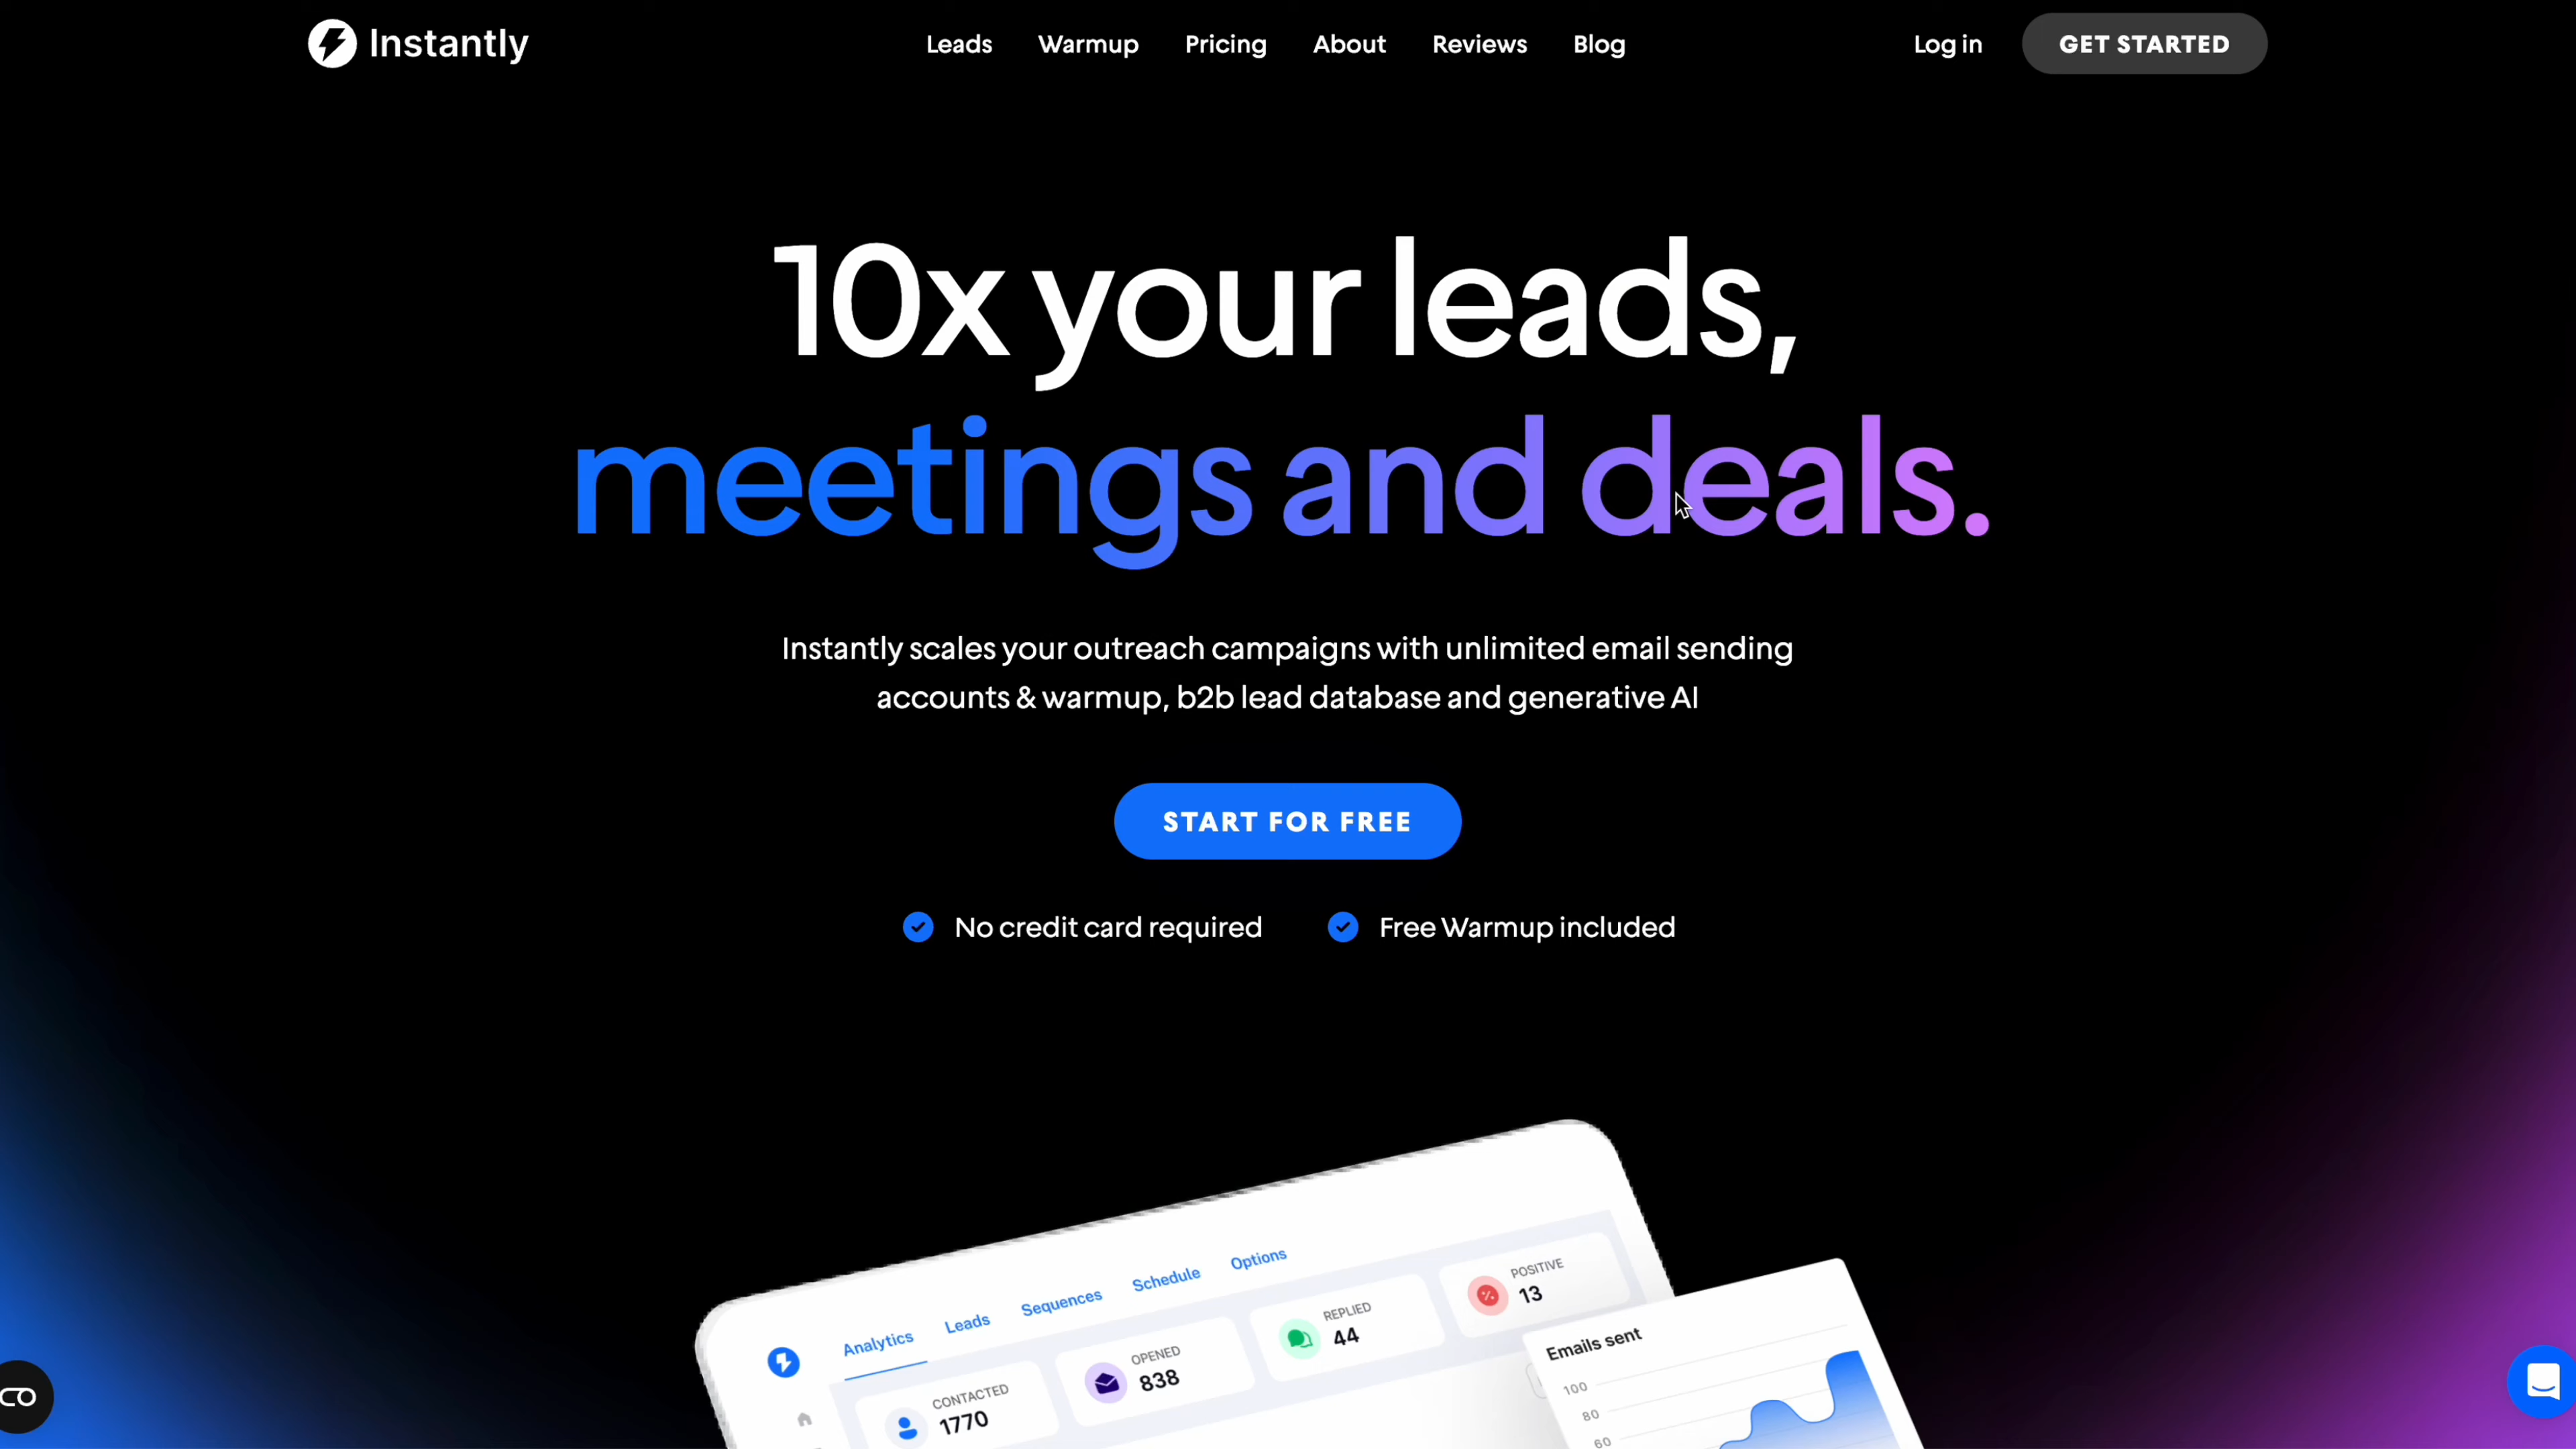 Instantly
Leads Warmup Pricing About Reviews Blog
Log in GET STARTED
10x your leads,
meetings and deals.
Instantly scales your outreach campaigns with unlimited email sending
accounts & warmup, b2b lead database and generative AI
START FOR FREE
No credit card required Free Warmup included
Analytics Leads Sequences Schedule Options
CONTACTED
1770
OPENED
838
REPLIED
44
POSITIVE
13
Emails sent
100
80
60